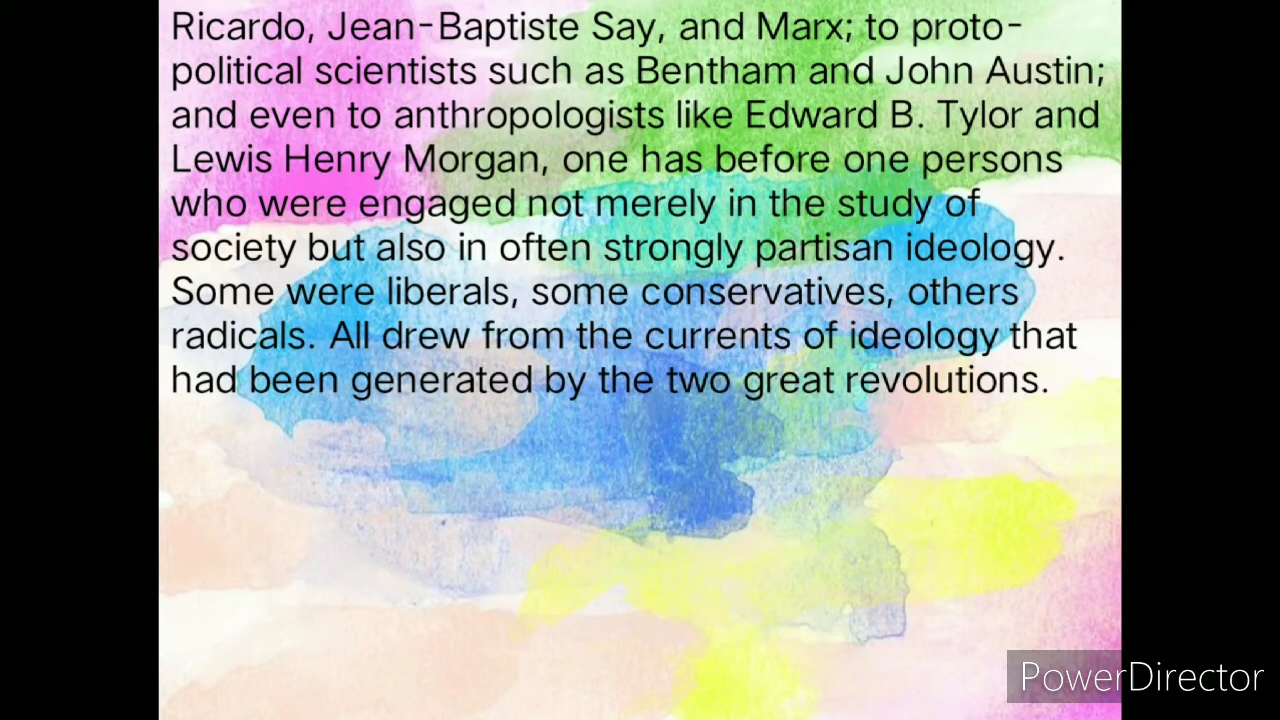 Ricardo, Jean-Baptiste Say, and Marx; to proto-
political scientists such as Bentham and John Austin;
and even to anthropologists like Edward B. Tylor and
Lewis Henry Morgan, one has before one persons
who were engaged not merely in the study of
society but also in often strongly partisan ideology.
Some were liberals, some conservatives, others
radicals. All drew from the currents of ideology that
had been generated by the two great revolutions.
PowerDirector